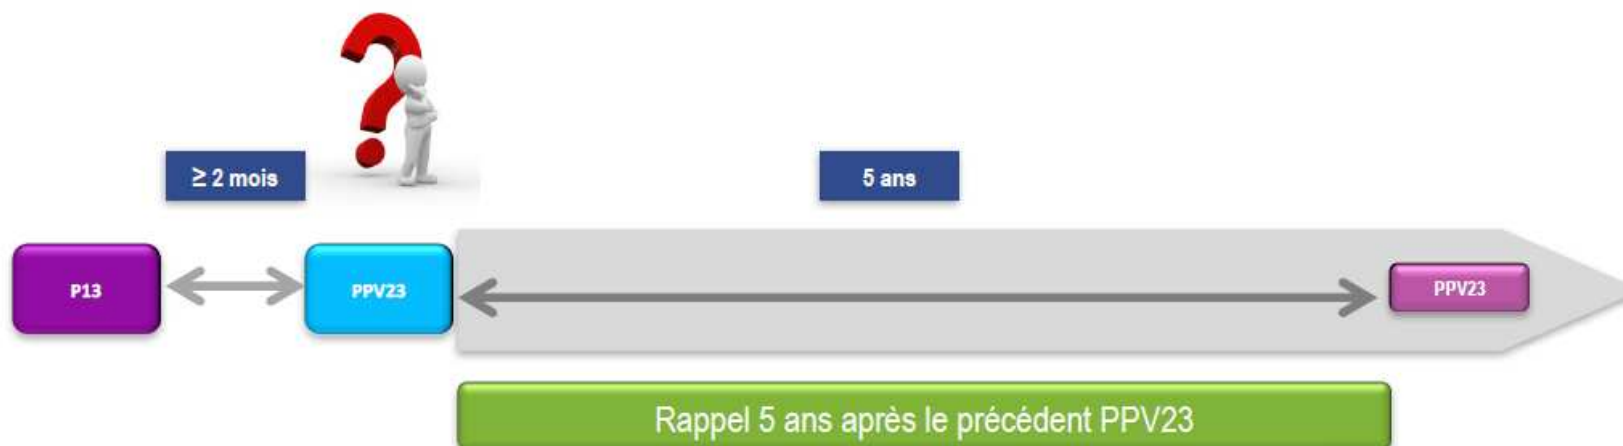 ≥ 2 mois
5 ans
P13
PPV23
PPV23
Rappel 5 ans après le précédent PPV23